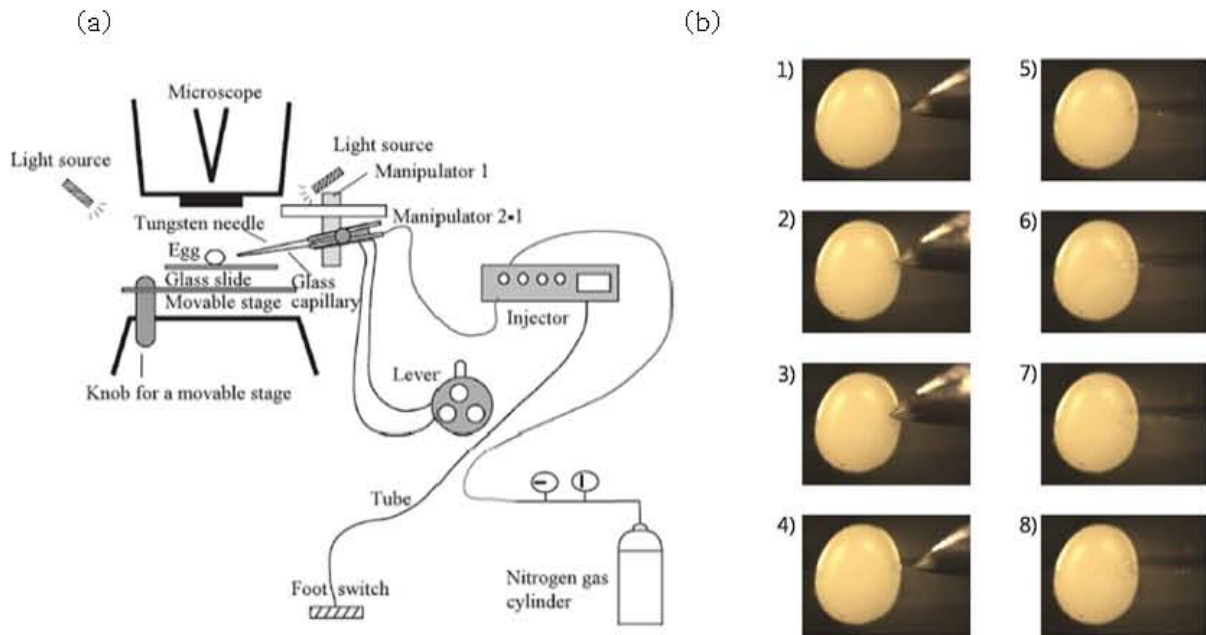 (a)
Microscope
Light source
Light source
Manipulator 1
Manipulator 2•1
Tungsten needle
Egg
Glass slide
Glass
capillary
Movable stage
Knob for a movable stage
Injector
Lever
Tube
Foot switch
Nitrogen gas
cylinder
(b)
1)
2)
3)
4)
5)
6)
7)
8)